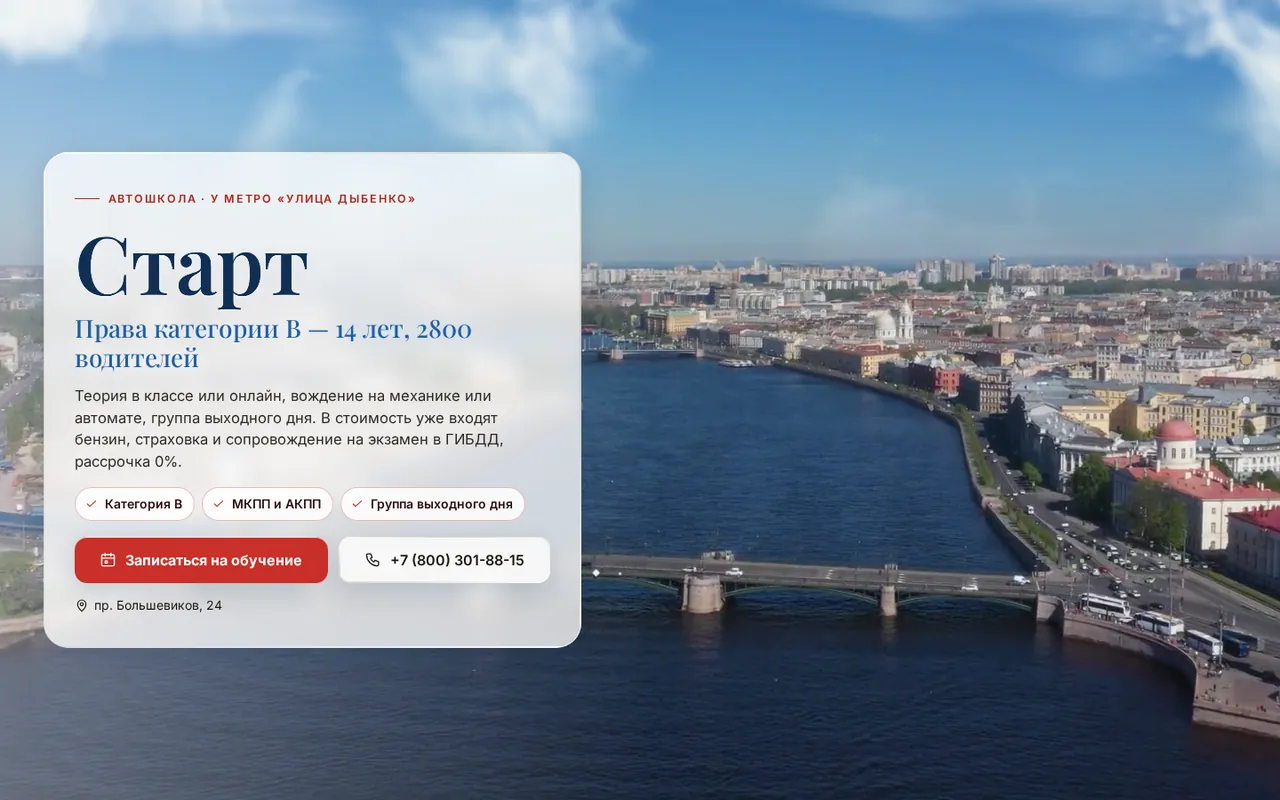 АВТОШКОЛА · У МЕТРО «УЛИЦА ДЫБЕНКО»
Старт
Права категории В — 14 лет, 2800
водителей
Теория в классе или онлайн, вождение на механике или
автомате, группа выходного дня. В стоимость уже входят
бензин, страховка и сопровождение на экзамен в ГИБДД,
рассрочка 0%.
Категория В
МКПП и АКПП
Группа выходного дня
Записаться на обучение
+7 (800) 301-88-15
пр. Большевиков, 24